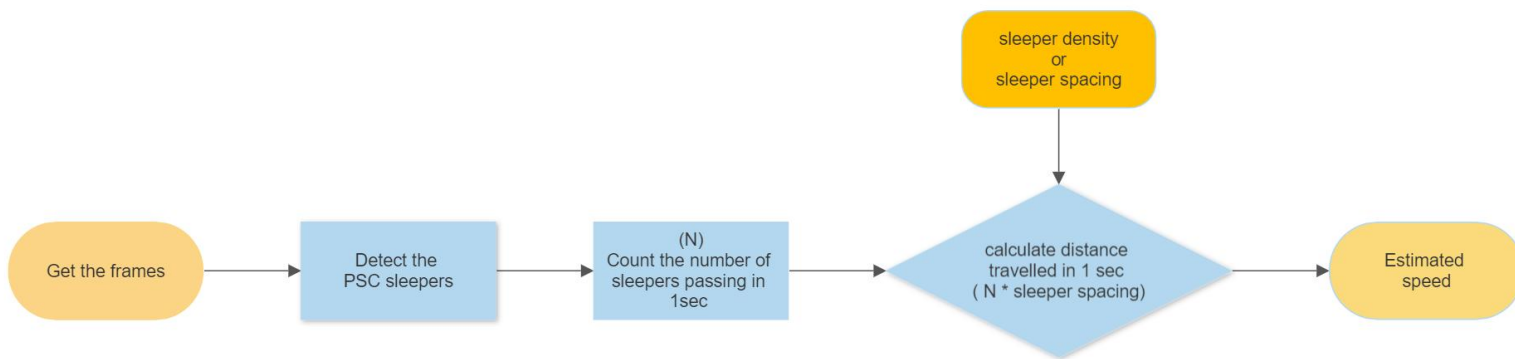 sleeper density
or
sleeper spacing
Get the frames
Detect the
PSC sleepers
(N)
Count the number of
sleepers passing in
1sec
calculate distance
travelled in 1 sec
( N * sleeper spacing)
Estimated
speed